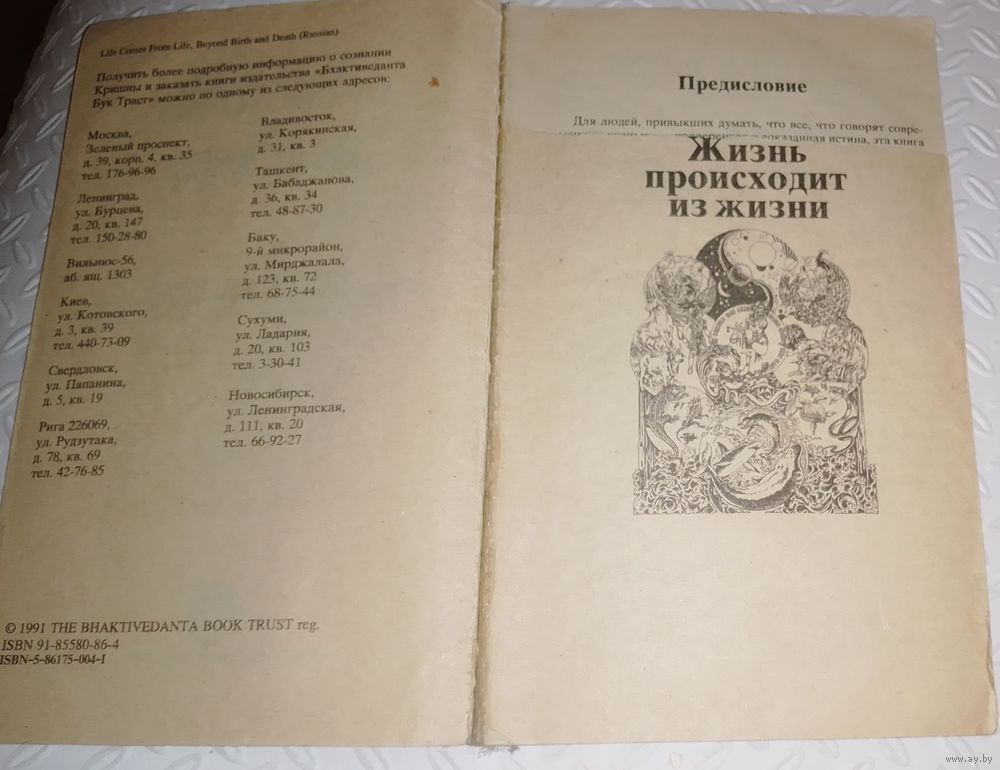 Life Comes From Life, Beyond Birth and Death (Russian)
Получить более подробную информацию о сознании
Кришны и заказать книги издательства «Бхактиведанта
Бук Траст» можно по одному из следующих адресов:
Москва,
Зеленый проспект,
д. 39, корп. 4, кв. 35
тел. 176-96-96
Ленинград,
ул. Бурцева,
д. 20, кв. 147
тел. 150-28-80
Вильнюс-56,
аб. ящ. 1303
Киев,
ул. Котовского,
д. 3, кв. 39
тел. 440-73-09
Свердловск,
ул. Папанина,
д. 5, кв. 19
Рига 226069,
ул. Рудзутака,
д. 78, кв. 69
тел. 42-76-85
Владивосток,
ул. Корякинская,
д. 31, кв. 3
Ташкент,
ул. Бабаджанова,
д. 36, кв. 34
тел. 48-87-30
Баку,
9-й микрорайон,
ул. Мирджалала,
д. 123, кв. 72
тел. 68-75-44
Сухуми,
ул. Ладария,
д. 20, кв. 103
тел. 3-30-41
Новосибирск,
ул. Ленинградская,
д. 111, кв. 20
тел. 66-92-27
© 1991 THE BHAKTIVEDANTA BOOK TRUST reg.
ISBN 91-85580-86-4
ISBN-5-86175-004-I
Предисловие
Для людей, привыкших думать, что все, что говорят совре-
доказанная истина, эта книга
Жизнь
происходит
из жизни
www.ay.by